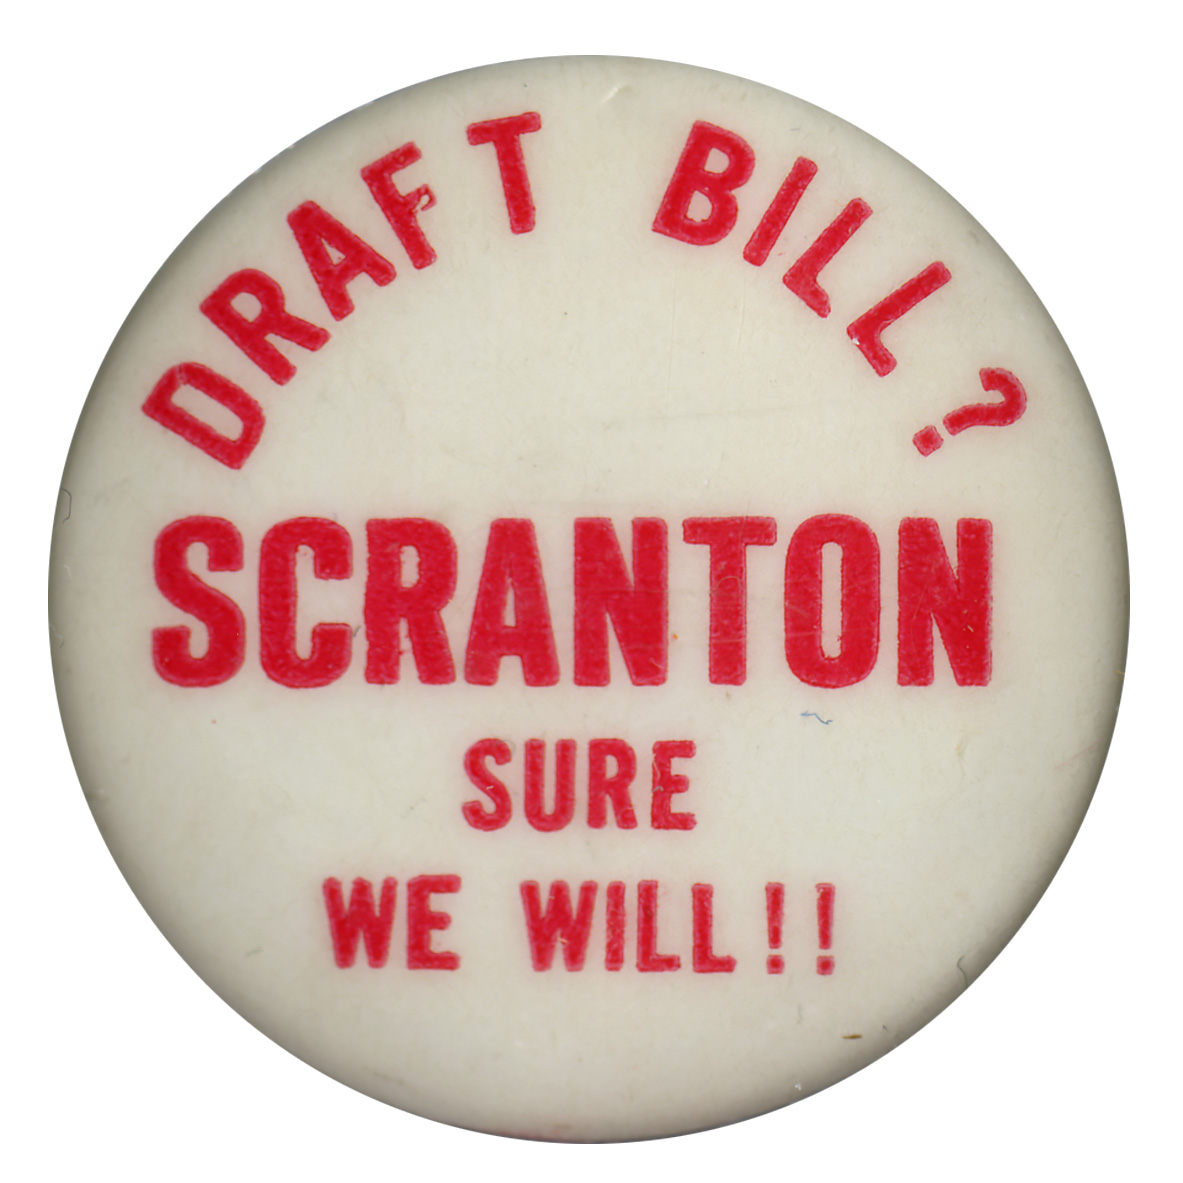 DRAFT BILL?
SCRANTON
SURE
WE WILL!!